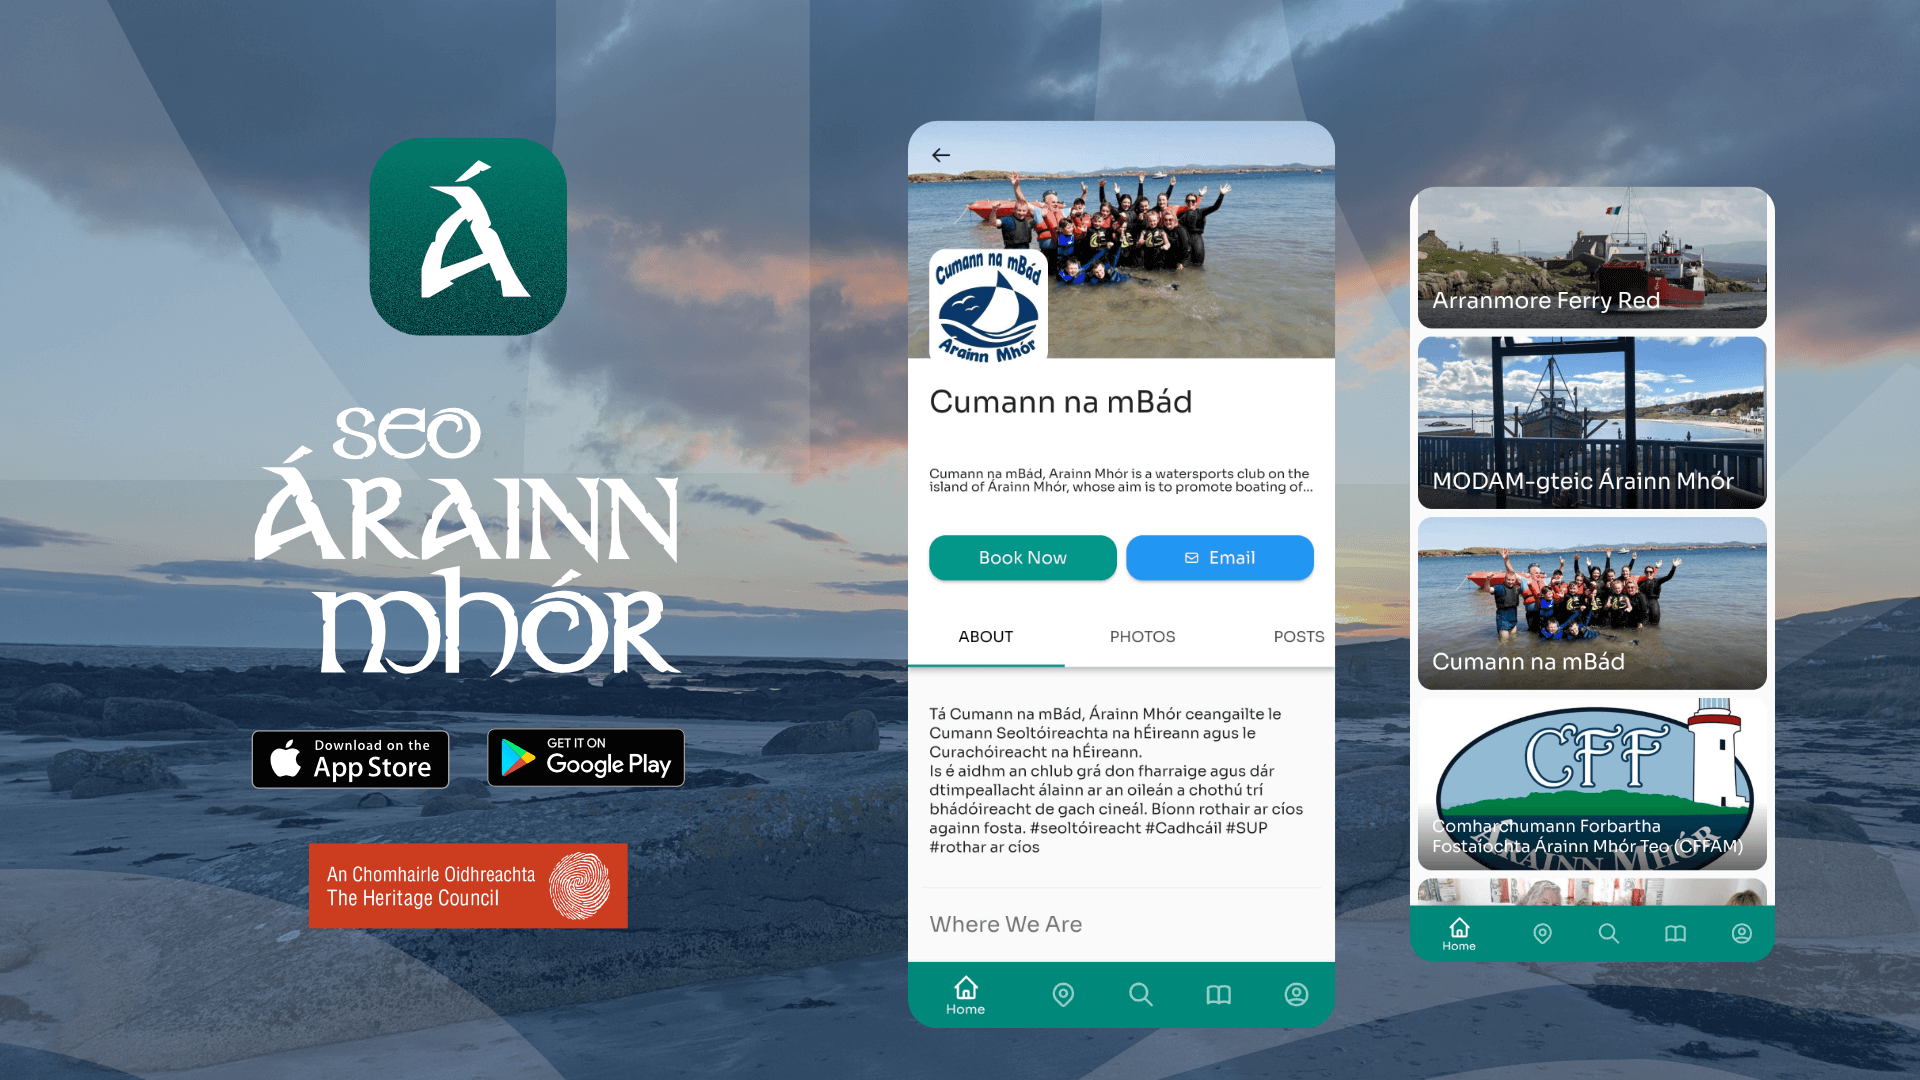 Á
SEO
ÁRAINN
MHÓR
Download on the
App Store
GET IT ON
Google Play
An Chomhairle Oidhreachta
The Heritage Council
Cumann na mBád
Árainn Mhór
Cumann na mBád
Cumann na mBád, Arainn Mhór is a watersports club on the
island of Árainn Mhór, whose aim is to promote boating of...
Book Now
Email
ABOUT
PHOTOS
POSTS
Tá Cumann na mBád, Árainn Mhór ceangailte le
Cumann Seoltóireachta na hÉireann agus le
Curachóireacht na hÉireann.
Is é aidhm an chlub grá don fharraige agus dár
dtimpeallacht álainn ar an oileán a chothú trí
bhádóireacht de gach cineál. Bíonn rothair ar cíos
againn fosta. #seoltóireacht #Cadhcáil #SUP
#rothar ar cíos
Where We Are
Home
Arranmore Ferry Red
MODAM-gteic Árainn Mhór
Cumann na mBád
CFF
Comharchumann Forbartha
Fostaíochta Árainn Mhór Teo (CFFAM)
ÁRAINN MHÓR
Home